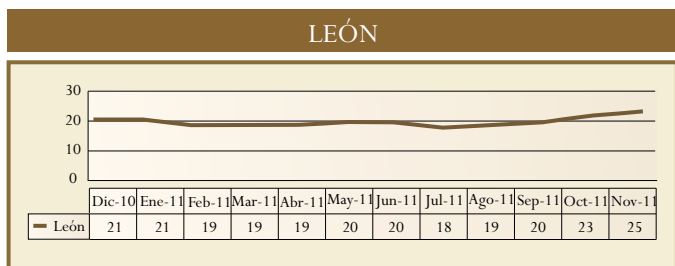 LEÓN
30
20
10
0
Dic-10 Ene-11 Feb-11 Mar-11 Abr-11 May-11 Jun-11 Jul-11 Ago-11 Sep-11 Oct-11 Nov-11
León 21 21 19 19 19 20 20 18 19 20 23 25